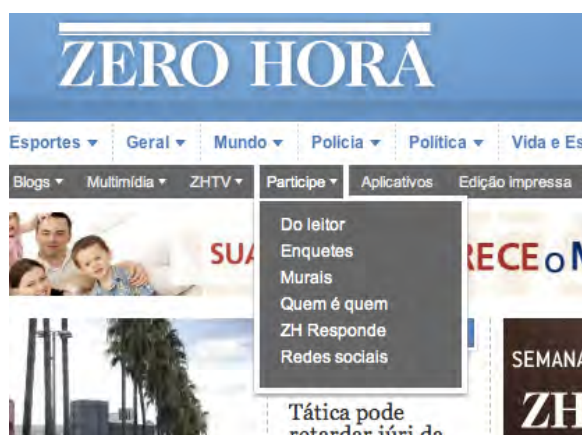 ZERO HORA
Esportes Geral Mundo Polícia Política Vida e Es
Blogs Multimídia ZHTV Participe Aplicativos Edição impressa
Do leitor
Enquetes
Murais
Quem é quem
ZH Responde
Redes sociais
SUA RECE o M
SEMANA
ZH
Tática pode
retardar júri da